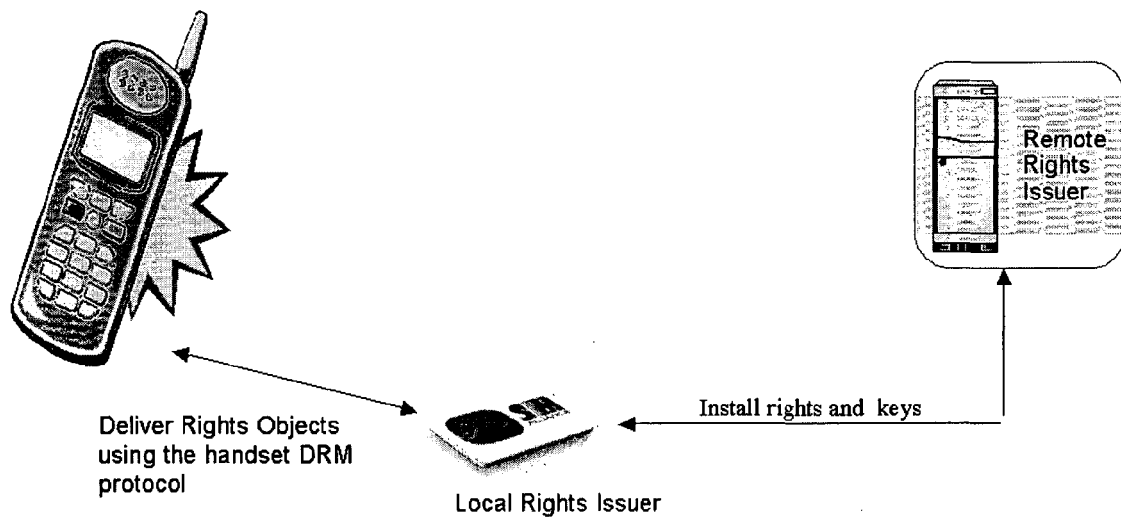 Remote
Rights
Issuer
Install rights and keys
Deliver Rights Objects
using the handset DRM
protocol
Local Rights Issuer